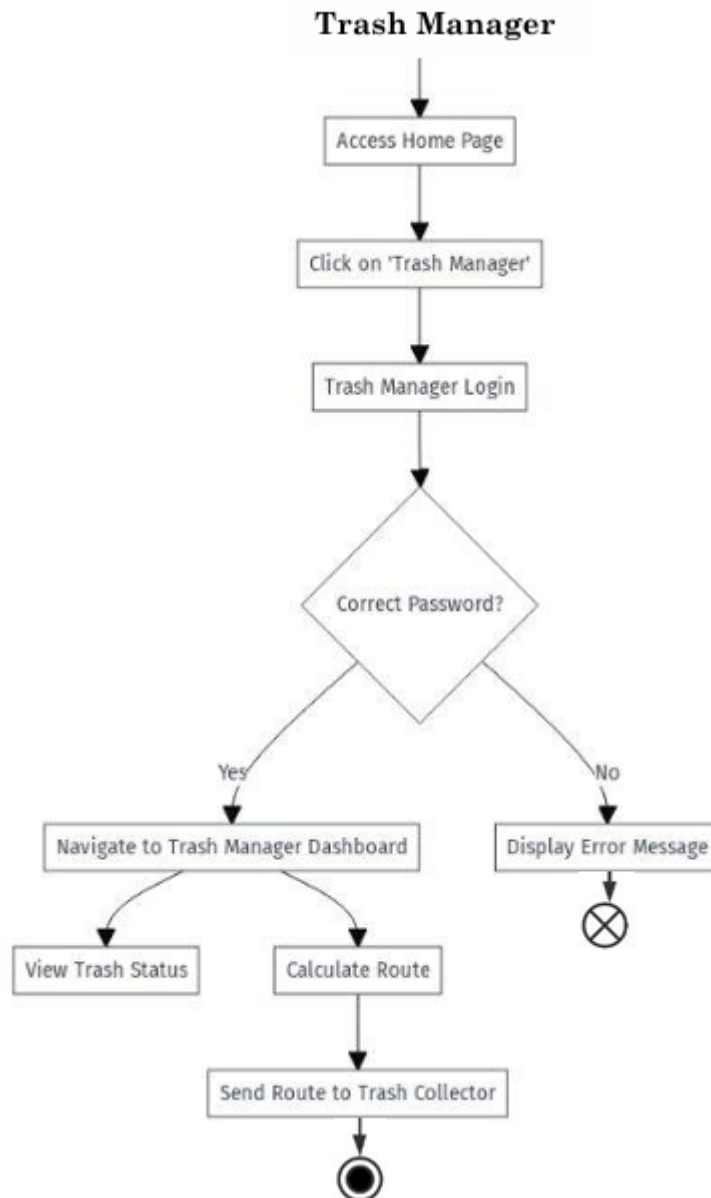 Trash Manager
Access Home Page
Click on 'Trash Manager'
Trash Manager Login
Correct Password?
Yes
No
Navigate to Trash Manager Dashboard
Display Error Message
View Trash Status
Calculate Route
Send Route to Trash Collector